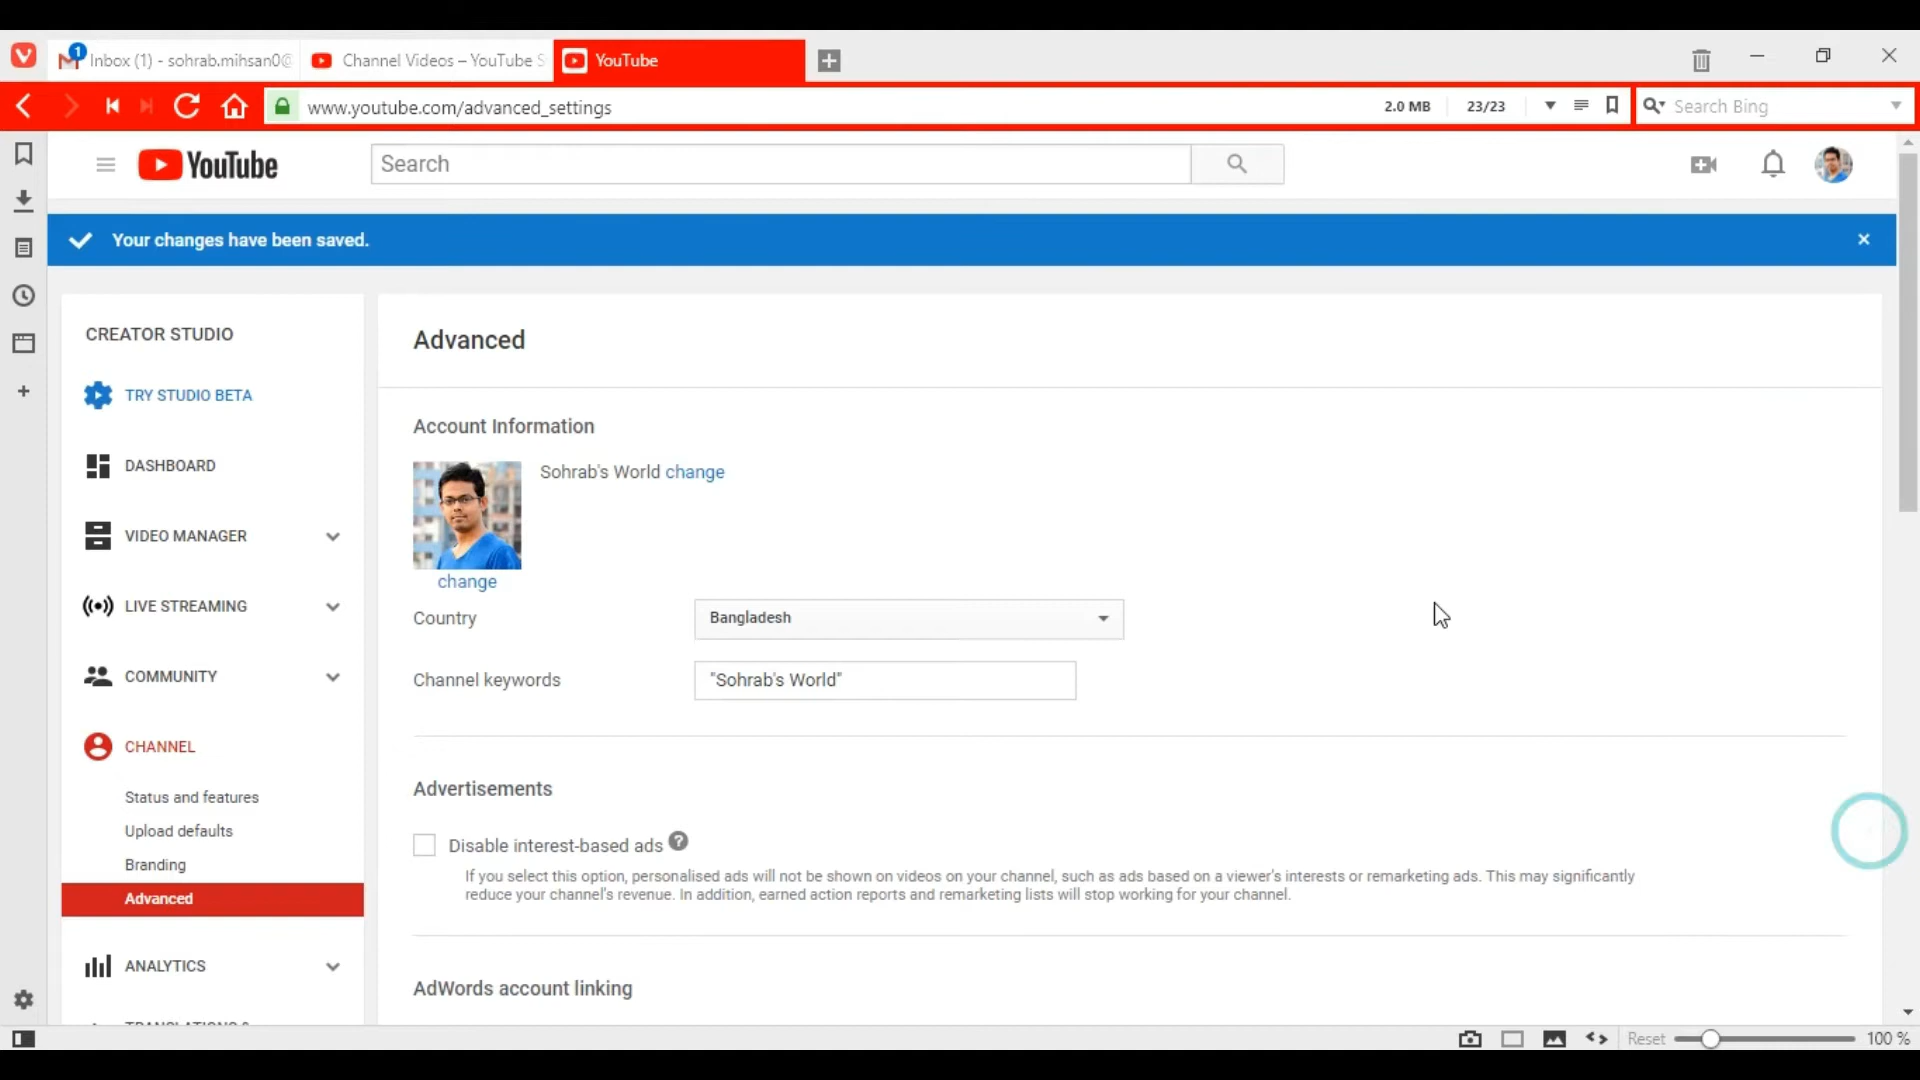 1
Inbox (1) - sohrab.mihsan0@
Channel Videos – YouTube S
YouTube
www.youtube.com/advanced_settings
2.0 MB
23/23
Search Bing
YouTube
Search
Your changes have been saved.
CREATOR STUDIO
TRY STUDIO BETA
DASHBOARD
VIDEO MANAGER
LIVE STREAMING
COMMUNITY
CHANNEL
Status and features
Upload defaults
Branding
Advanced
ANALYTICS
TRANSLATIONS &
Advanced
Account Information
Sohrab's World change
change
Country
Bangladesh
Channel keywords
"Sohrab's World"
Advertisements
Disable interest-based ads ?
If you select this option, personalised ads will not be shown on videos on your channel, such as ads based on a viewer's interests or remarketing ads. This may significantly
reduce your channel's revenue. In addition, earned action reports and remarketing lists will stop working for your channel.
AdWords account linking
Reset
100 %